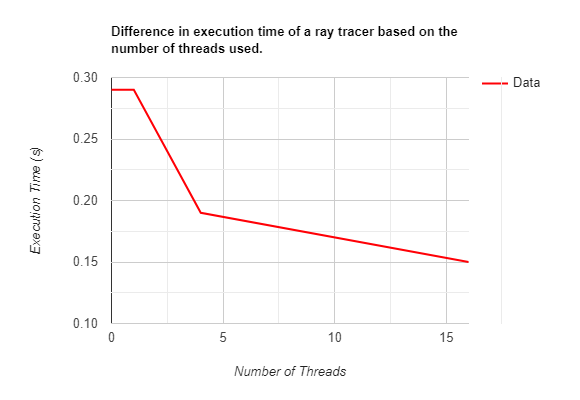 Difference in execution time of a ray tracer based on the
number of threads used.
0.30
Data
0.25
0.20
0.15
0.10
Execution Time (s)
0 5 10 15
Number of Threads